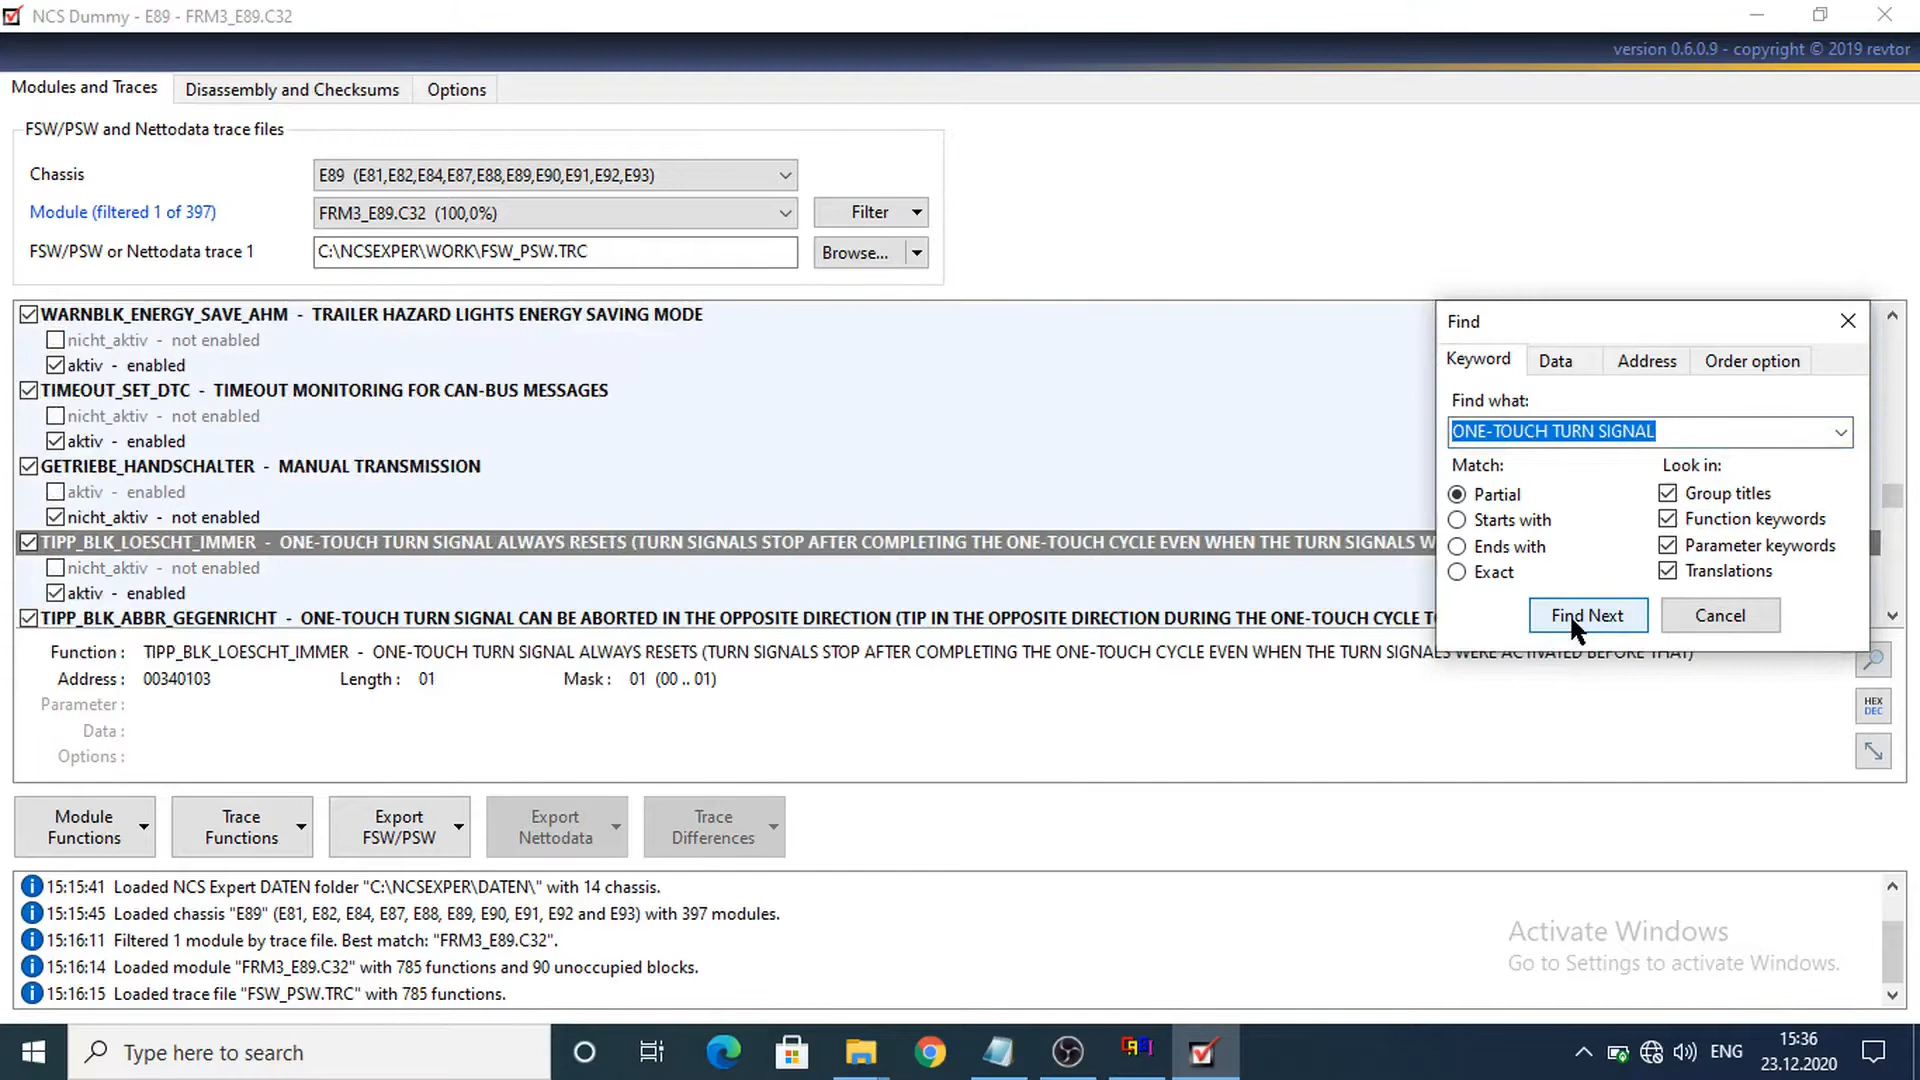 NCS Dummy - E89 - FRM3_E89.C32
version 0.6.0.9 - copyright © 2019 revtor
Modules and Traces
Disassembly and Checksums
Options
FSW/PSW and Nettodata trace files
Chassis
E89 (E81,E82,E84,E87,E88,E89,E90,E91,E92,E93)
Module (filtered 1 of 397)
FRM3_E89.C32 (100,0%)
Filter
FSW/PSW or Nettodata trace 1
C:\NCSEXPER\WORK\FSW_PSW.TRC
Browse...
WARNBLK_ENERGY_SAVE_AHM - TRAILER HAZARD LIGHTS ENERGY SAVING MODE
nicht_aktiv - not enabled
aktiv - enabled
TIMEOUT_SET_DTC - TIMEOUT MONITORING FOR CAN-BUS MESSAGES
nicht_aktiv - not enabled
aktiv - enabled
GETRIEBE_HANDSCHALTER - MANUAL TRANSMISSION
aktiv - enabled
nicht_aktiv - not enabled
TIPP_BLK_LOESCHT_IMMER - ONE-TOUCH TURN SIGNAL ALWAYS RESETS (TURN SIGNALS STOP AFTER COMPLETING THE ONE-TOUCH CYCLE EVEN WHEN THE TURN SIGNALS W
nicht_aktiv - not enabled
aktiv - enabled
TIPP_BLK_ABBR_GEGENRICHT - ONE-TOUCH TURN SIGNAL CAN BE ABORTED IN THE OPPOSITE DIRECTION (TIP IN THE OPPOSITE DIRECTION DURING THE ONE-TOUCH CYCLE T
Find
Keyword
Data
Address
Order option
Find what:
ONE-TOUCH TURN SIGNAL
Match:
Look in:
Partial
Group titles
Starts with
Function keywords
Ends with
Parameter keywords
Exact
Translations
Find Next
Cancel
Function : TIPP_BLK_LOESCHT_IMMER - ONE-TOUCH TURN SIGNAL ALWAYS RESETS (TURN SIGNALS STOP AFTER COMPLETING THE ONE-TOUCH CYCLE EVEN WHEN THE TURN SIGNALS WERE ACTIVATED BEFORE THAT)
Address : 00340103 Length : 01 Mask : 01 (00 .. 01)
Parameter :
Data :
Options :
HEX
DEC
Module
Functions
Trace
Functions
Export
FSW/PSW
Export
Nettodata
Trace
Differences
15:15:41 Loaded NCS Expert DATEN folder "C:\NCSEXPER\DATEN\" with 14 chassis.
15:15:45 Loaded chassis "E89" (E81, E82, E84, E87, E88, E89, E90, E91, E92 and E93) with 397 modules.
15:16:11 Filtered 1 module by trace file. Best match: "FRM3_E89.C32".
15:16:14 Loaded module "FRM3_E89.C32" with 785 functions and 90 unoccupied blocks.
15:16:15 Loaded trace file "FSW_PSW.TRC" with 785 functions.
Activate Windows
Go to Settings to activate Windows.
Type here to search
ENG
15:36
23.12.2020